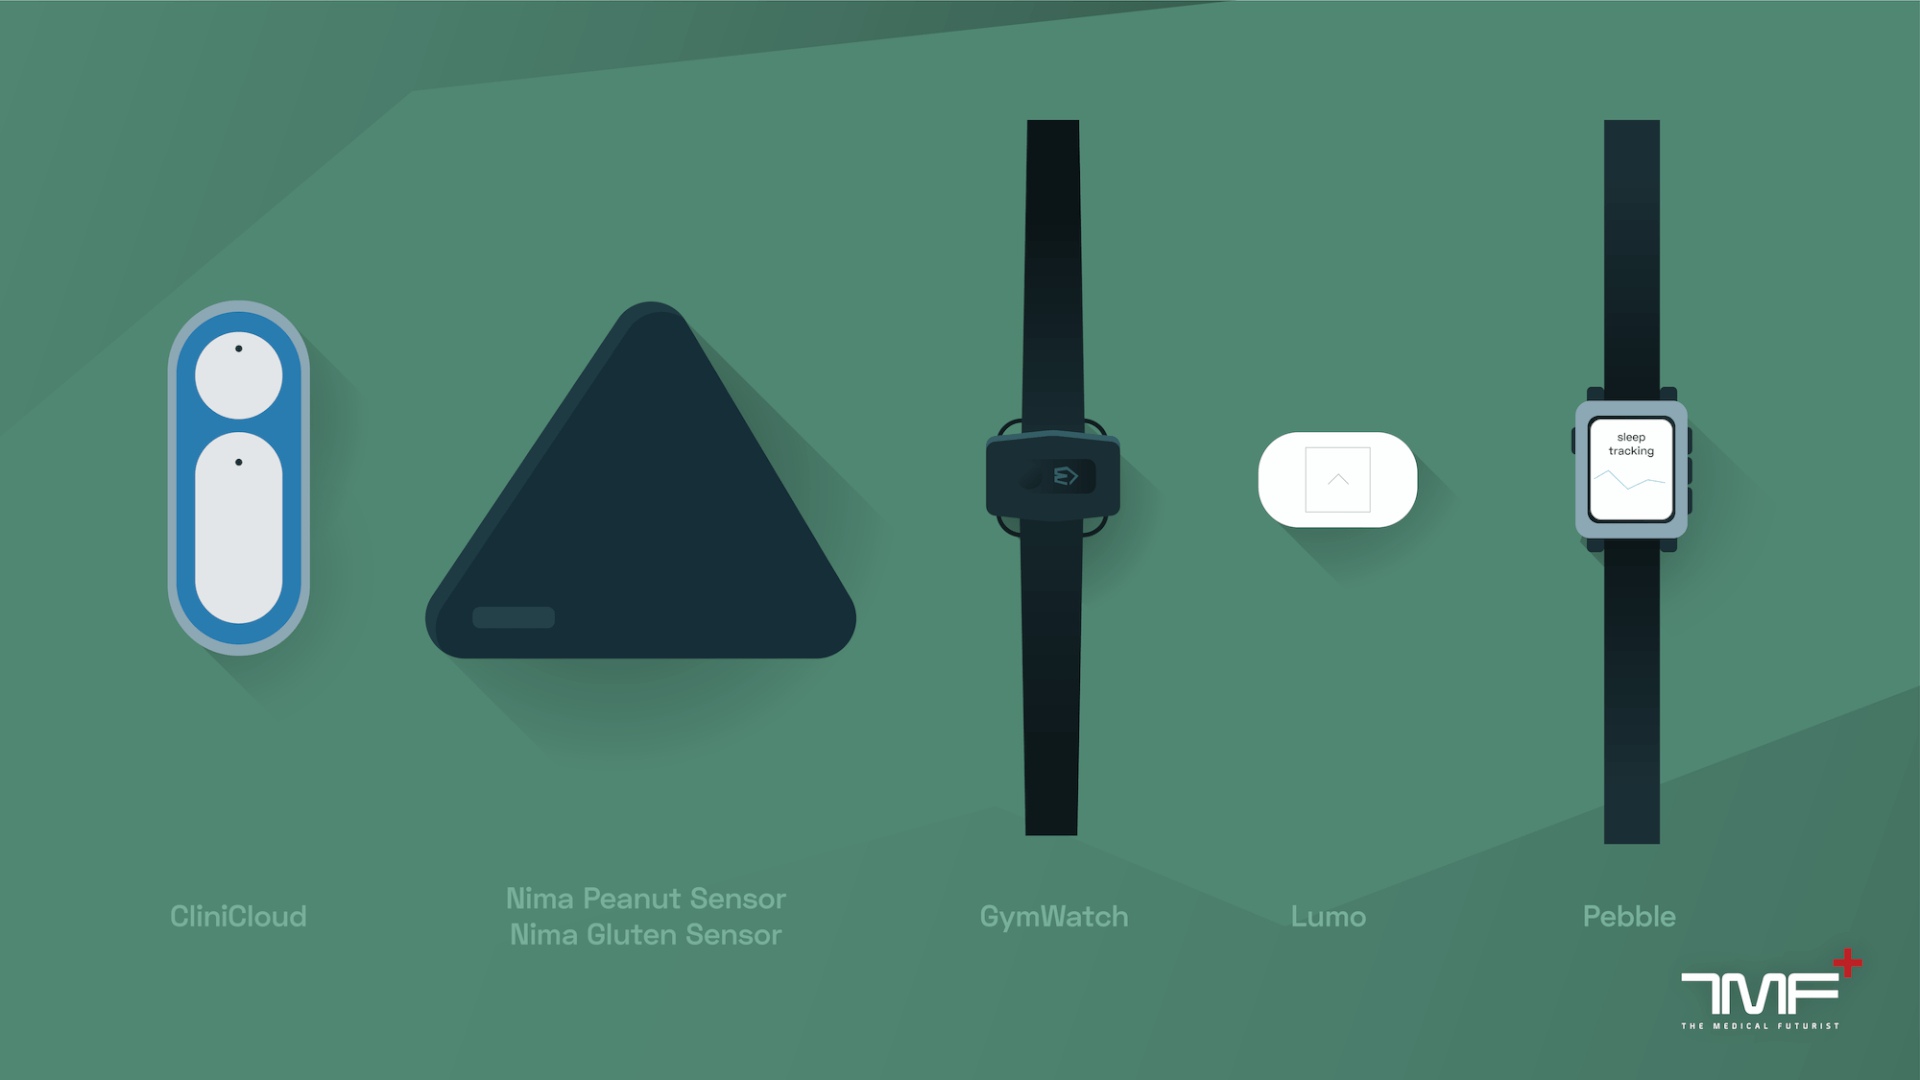 sleep
tracking
CliniCloud
Nima Peanut Sensor
Nima Gluten Sensor
GymWatch
Lumo
Pebble
TMF+
THE MEDICAL FUTURIST